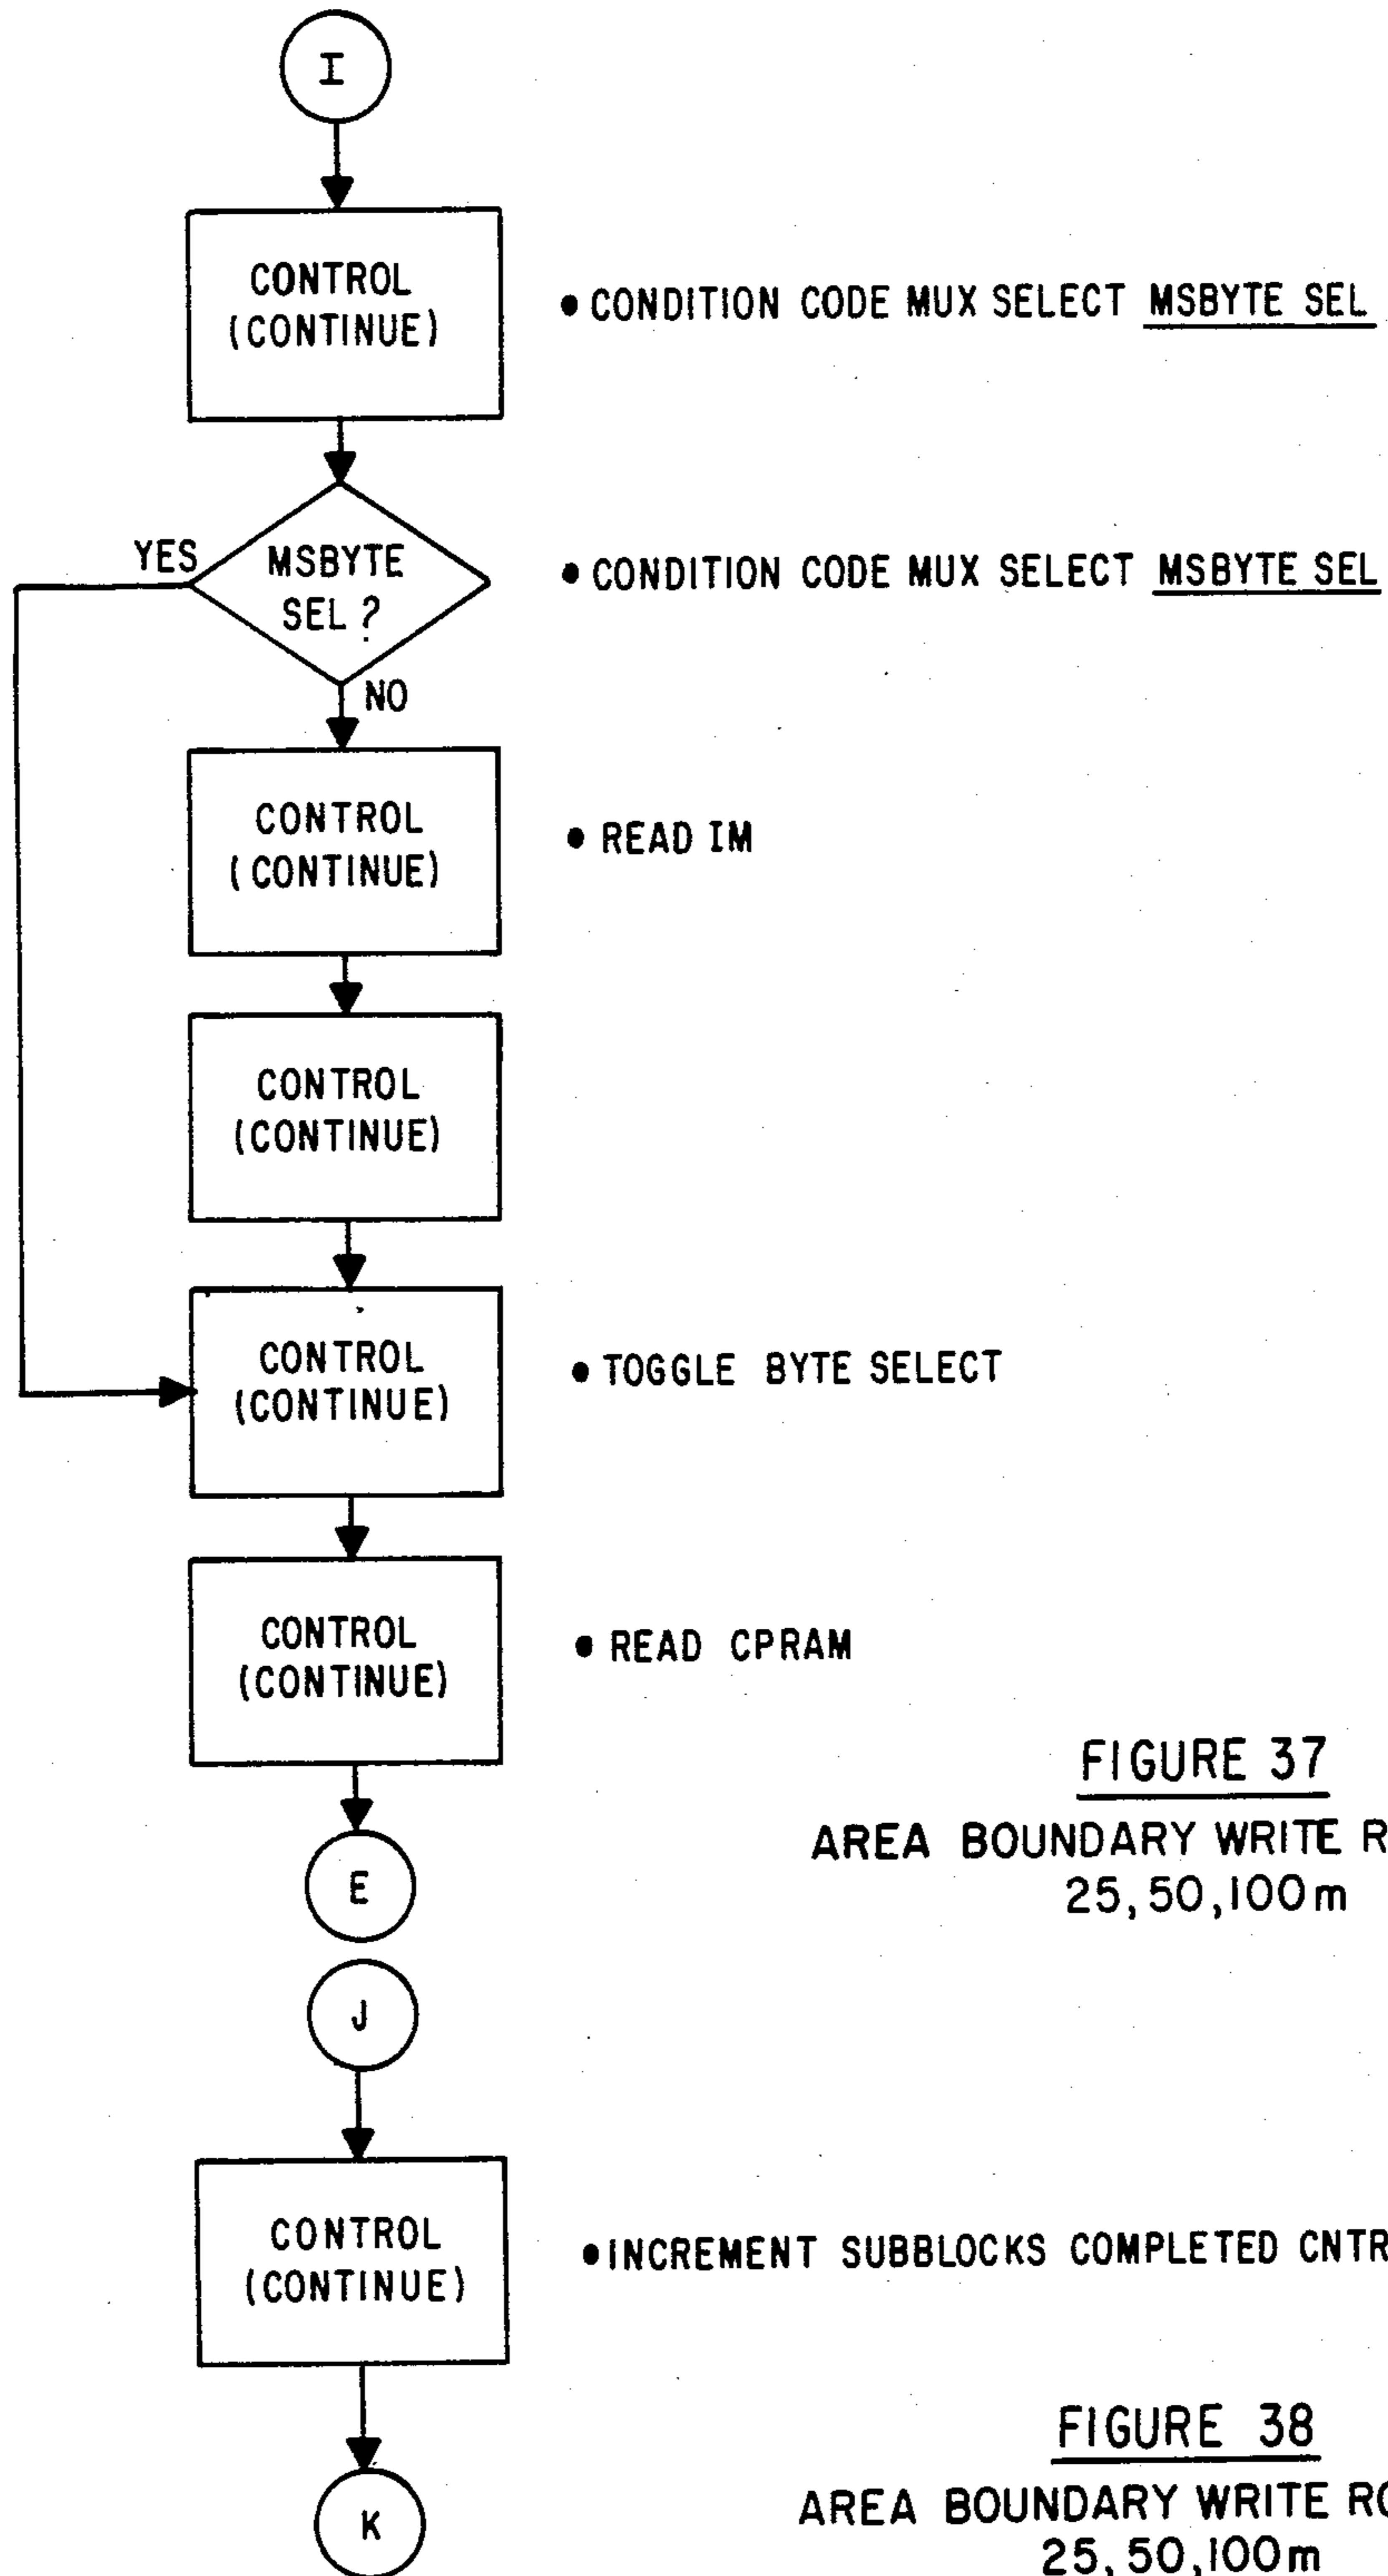 I
CONTROL
(CONTINUE)
• CONDITION CODE MUX SELECT MSBYTE SEL
YES
MSBYTE
SEL?
• CONDITION CODE MUX SELECT MSBYTE SEL
NO
CONTROL
(CONTINUE)
• READ IM
CONTROL
(CONTINUE)
CONTROL
(CONTINUE)
• TOGGLE BYTE SELECT
CONTROL
(CONTINUE)
• READ CPRAM
FIGURE 37
AREA BOUNDARY WRITE
25,50,100m
E
J
CONTROL
(CONTINUE)
• INCREMENT SUBBLOCKS COMPLETED CNTR
FIGURE 38
AREA BOUNDARY WRITE
25,50,100m
K